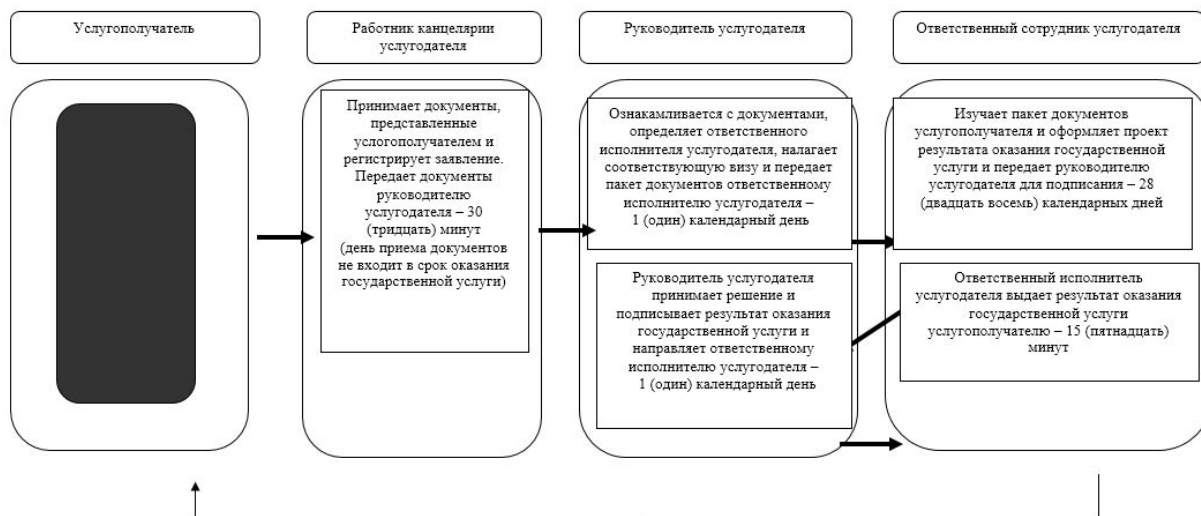 Услугополучатель
Работник канцелярии
услугодателя
Руководитель услугодателя
Ответственный сотрудник услугодателя
Принимает документы,
представленные
услогополучателем и
регистрирует заявление.
Передает документы
руководителю
услугодателя – 30
(тридцать) минут
(день приема документов
не входит в срок оказания
государственной услуги)
Ознакамливается с документами,
определяет ответственного
исполнителя услугодателя, налагает
соответствующую визу и передает
пакет документов ответственному
исполнителю услугодателя –
1 (один) календарный день
Руководитель услугодателя
принимает решение и
подписывает результат оказания
государственной услуги и
направляет ответственному
исполнителю услугодателя –
1 (один) календарный день
Изучает пакет документов
услугополучателя и оформляет проект
результата оказания государственной
услуги и передает руководителю
услугодателя для подписания – 28
(двадцать восемь) календарных дней
Ответственный исполнитель
услугодателя выдает результат оказания
государственной услуги
услугополучателю – 15 (пятнадцать)
минут